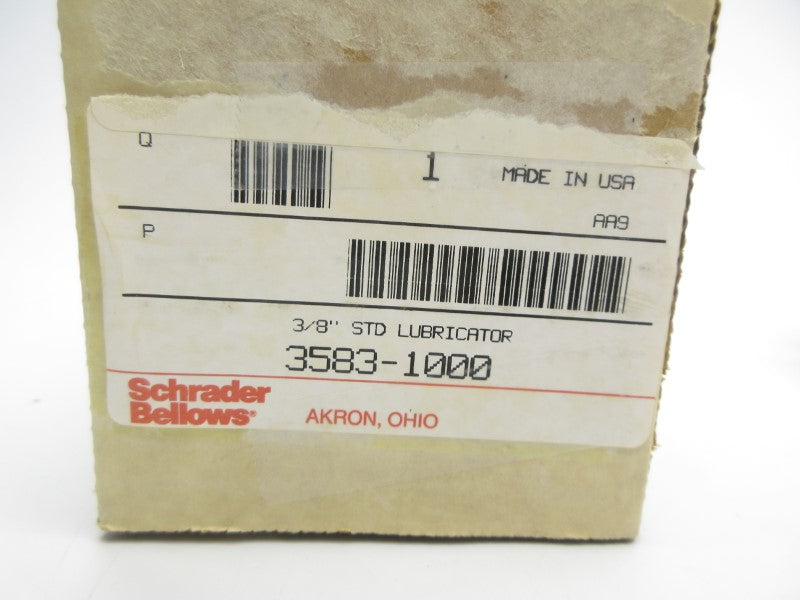 Q
1 MADE IN USA
AA9
P
3/8" STD LUBRICATOR
3583-1000
Schrader
Bellows®
AKRON, OHIO